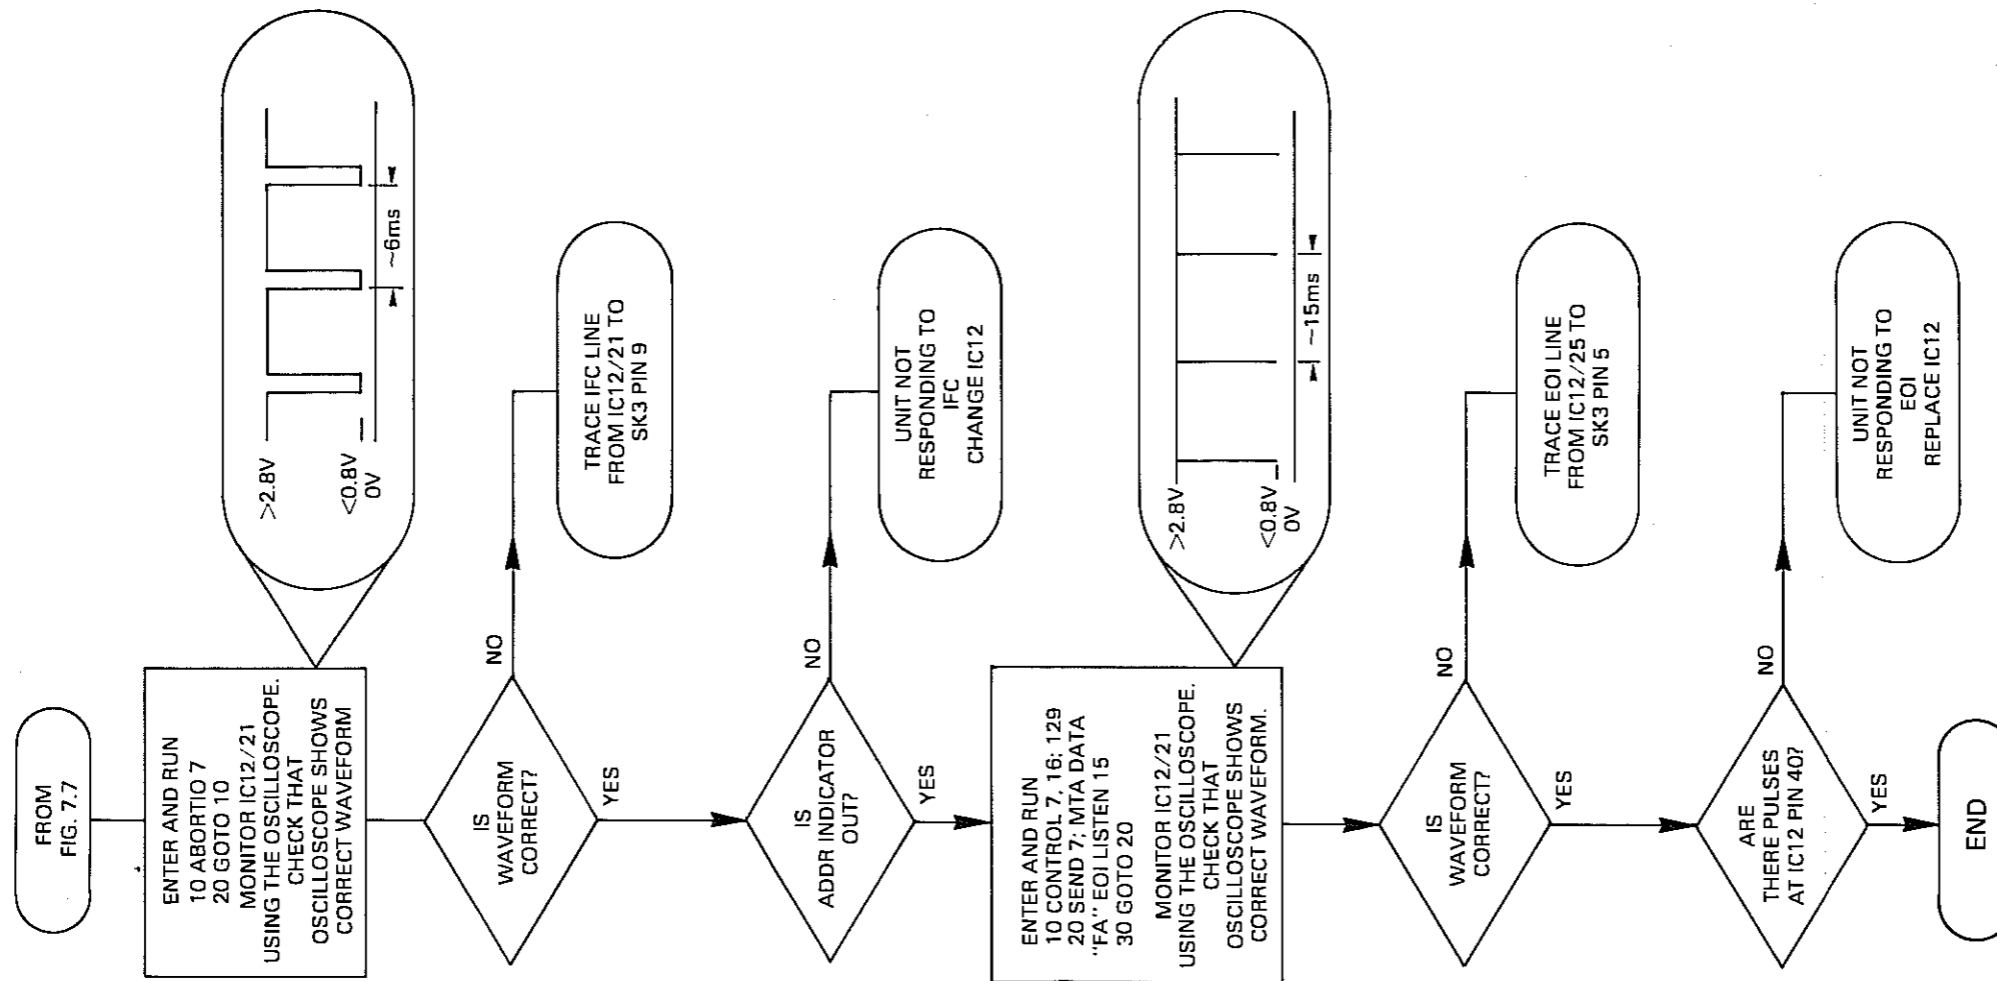 FROM
FIG. 7.7
ENTER AND RUN
10 ABORTIO 7
20 GOTO 10
MONITOR IC12/21
USING THE OSCILLOSCOPE.
CHECK THAT
OSCILLOSCOPE SHOWS
CORRECT WAVEFORM
>2.8V
<0.8V
0V
~6ms
IS
WAVEFORM
CORRECT?
NO
YES
TRACE IFC LINE
FROM IC12/21 TO
SK3 PIN 9
IS
ADDR INDICATOR
OUT?
NO
YES
UNIT NOT
RESPONDING TO
IFC
CHANGE IC12
ENTER AND RUN
10 CONTROL 7, 16; 129
20 SEND 7; MTA DATA
"FA" EOI LISTEN 15
30 GOTO 20
MONITOR IC12/21
USING THE OSCILLOSCOPE.
CHECK THAT
OSCILLOSCOPE SHOWS
CORRECT WAVEFORM.
>2.8V
<0.8V
0V
~15ms
IS
WAVEFORM
CORRECT?
NO
YES
TRACE EOI LINE
FROM IC12/25 TO
SK3 PIN 5
ARE
THERE PULSES
AT IC12 PIN 40?
NO
YES
UNIT NOT
RESPONDING TO
EOI
REPLACE IC12
END